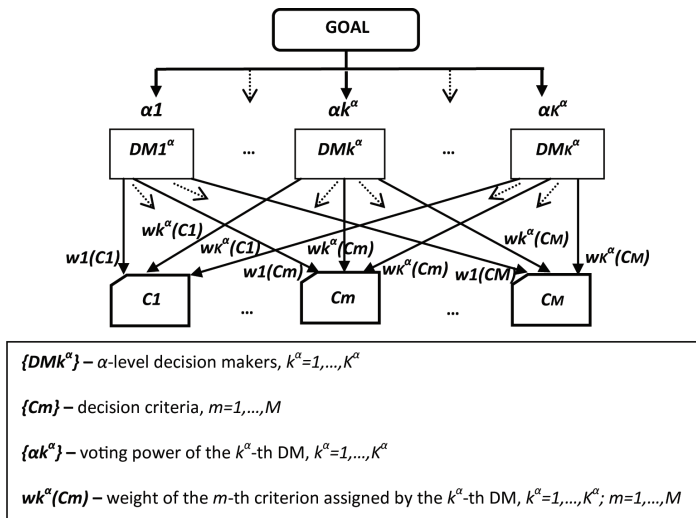 GOAL
α1 αk^α αK^α
DM1^α ... DMk^α ... DMK^α
wk^α(C1) wK^α(C1) wk^α(Cm) wk^α(CM)
w1(C1) w1(Cm) wK^α(Cm) w1(CM) wK^α(CM)
C1 ... Cm ... CM
{DMk^α} – α-level decision makers, k^α=1,...,K^α
{Cm} – decision criteria, m=1,...,M
{αk^α} – voting power of the k^α-th DM, k^α=1,...,K^α
wk^α(Cm) – weight of the m-th criterion assigned by the k^α-th DM, k^α=1,...,K^α; m=1,...,M